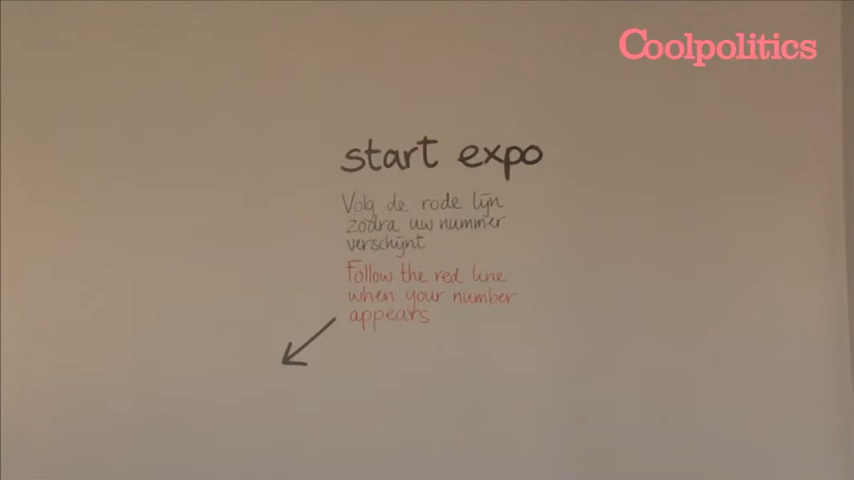 Coolpolitics
start expo
Volg de rode lijn
zodra uw nummer
verschijnt
Follow the red line
when your number
appears